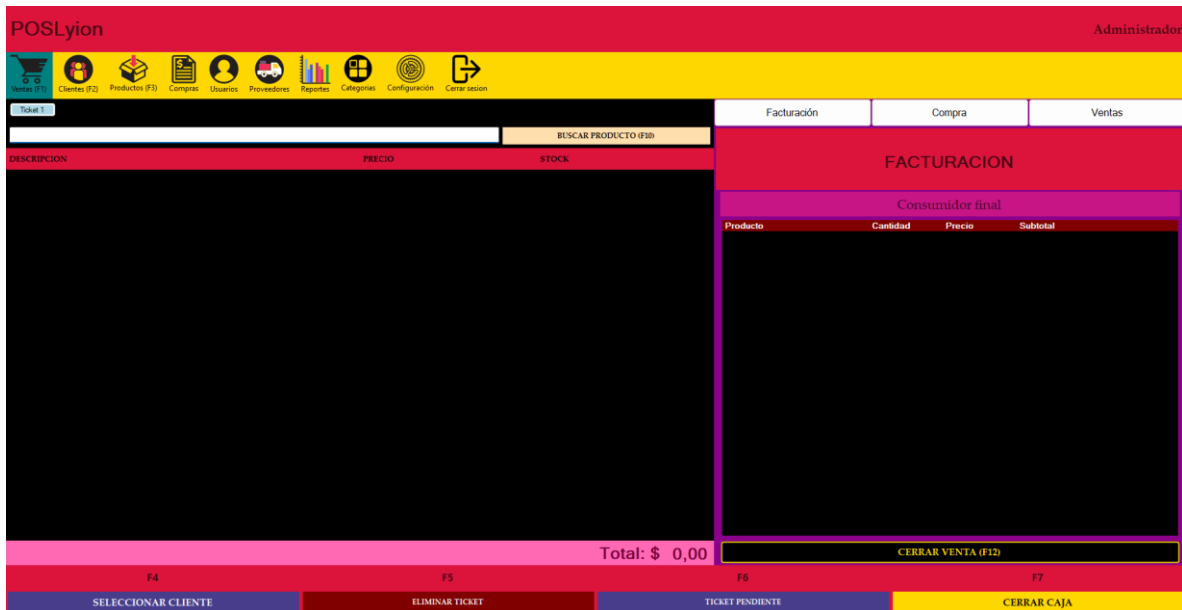 POSLyion
Administrador
Ventas (F1) Clientes (F2) Productos (F3) Compras Usuarios Proveedores Reportes Categorias Configuración Cerrar sesion
Ticket 1
Facturación Compra Ventas
BUSCAR PRODUCTO (F10)
DESCRIPCION PRECIO STOCK
FACTURACION
Consumidor final
Producto Cantidad Precio Subtotal
Total: $ 0,00
CERRAR VENTA (F12)
F4 F5 F6 F7
SELECCIONAR CLIENTE ELIMINAR TICKET TICKET PENDIENTE CERRAR CAJA